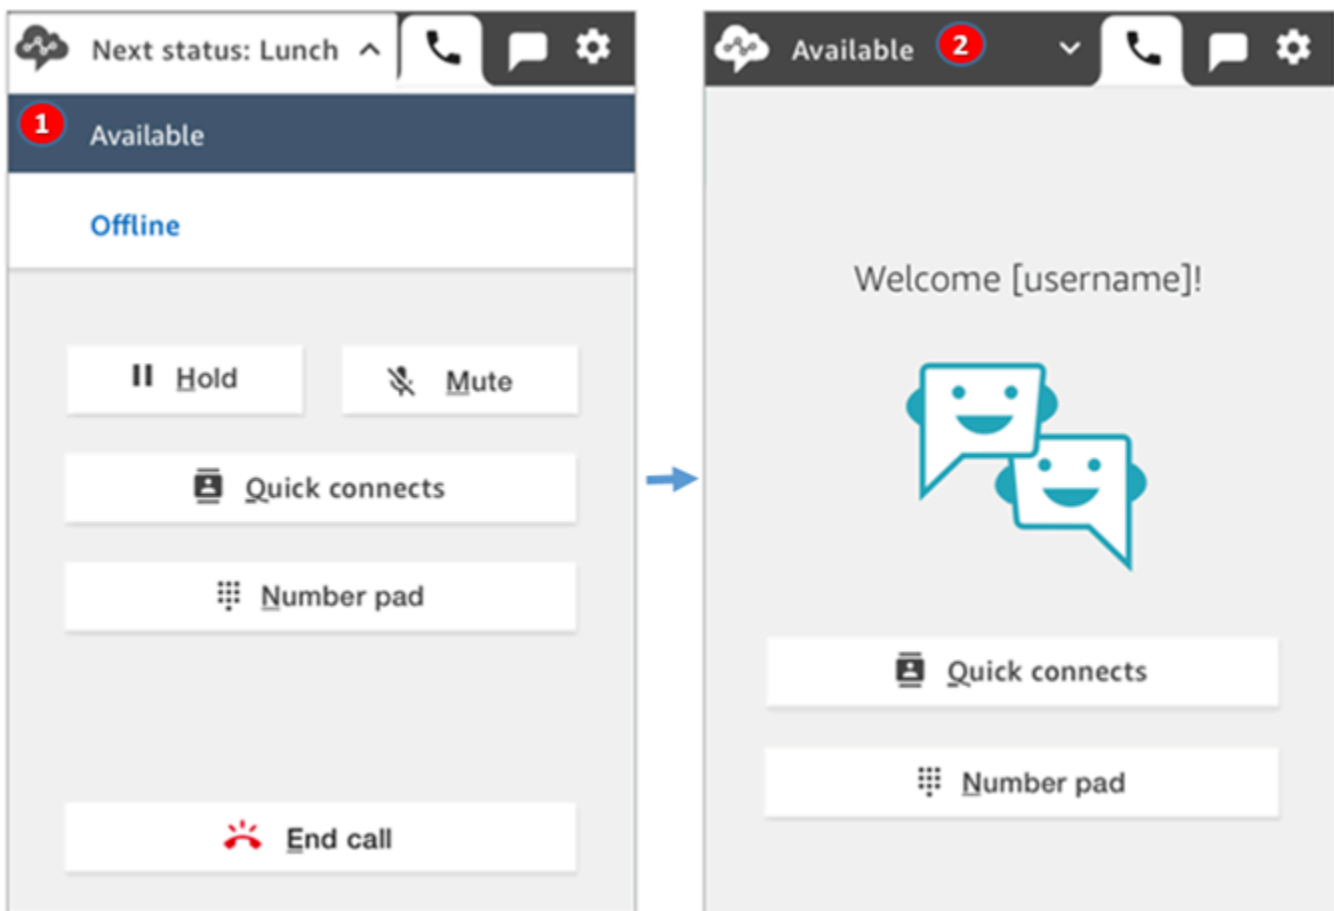 Next status: Lunch
1 Available
Offline
Hold Mute
Quick connects
Number pad
End call
Available 2
Welcome [username]!
Quick connects
Number pad